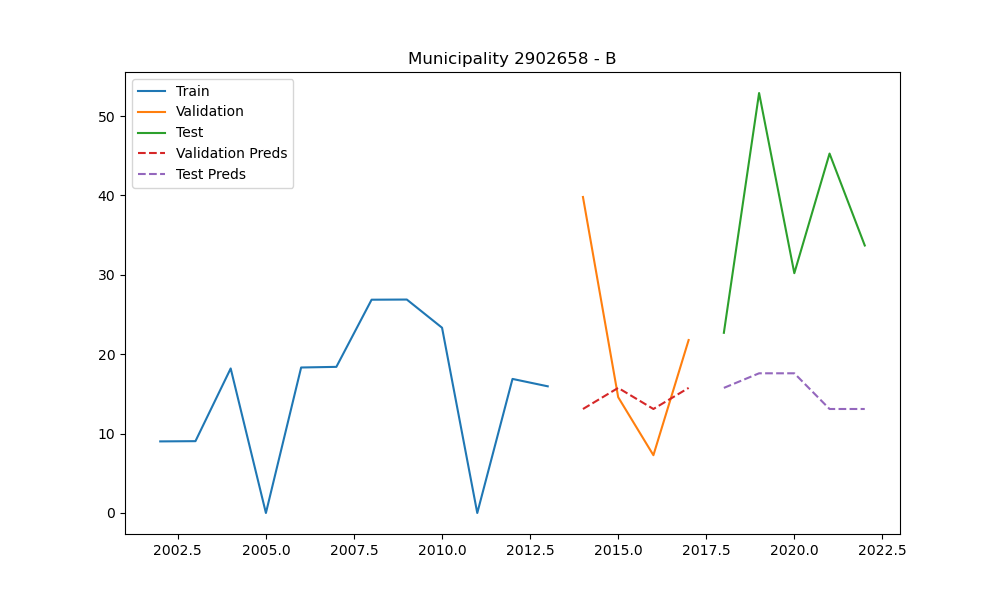 Municipality 2902658 - B
Train
Validation
Test
Validation Preds
Test Preds
50
40
30
20
10
0
2002.5 2005.0 2007.5 2010.0 2012.5 2015.0 2017.5 2020.0 2022.5